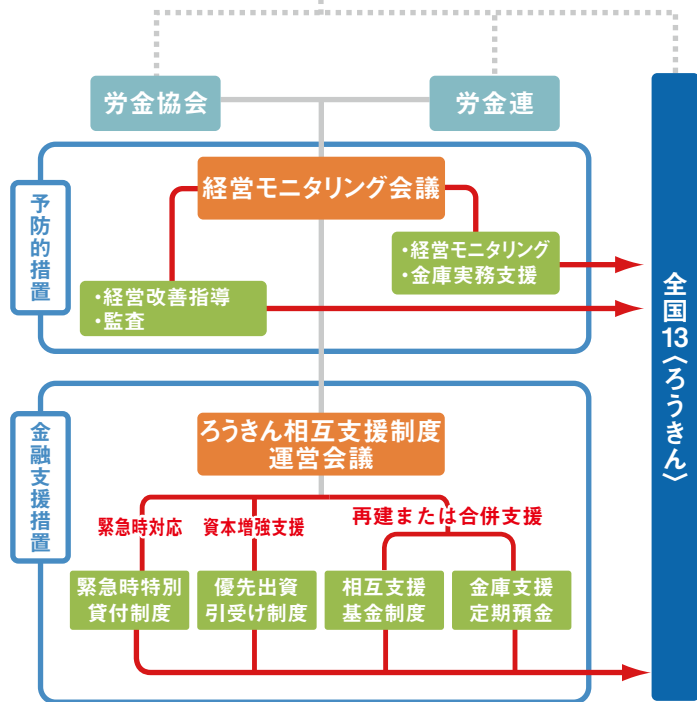 労金協会
労金連
予防的措置
経営モニタリング会議
・経営モニタリング
・金庫実務支援
・経営改善指導
・監査
全国13〈ろうきん〉
金融支援措置
ろうきん相互支援制度
運営会議
緊急時対応
資本増強支援
再建または合併支援
緊急時特別
貸付制度
優先出資
引受け制度
相互支援
基金制度
金庫支援
定期預金